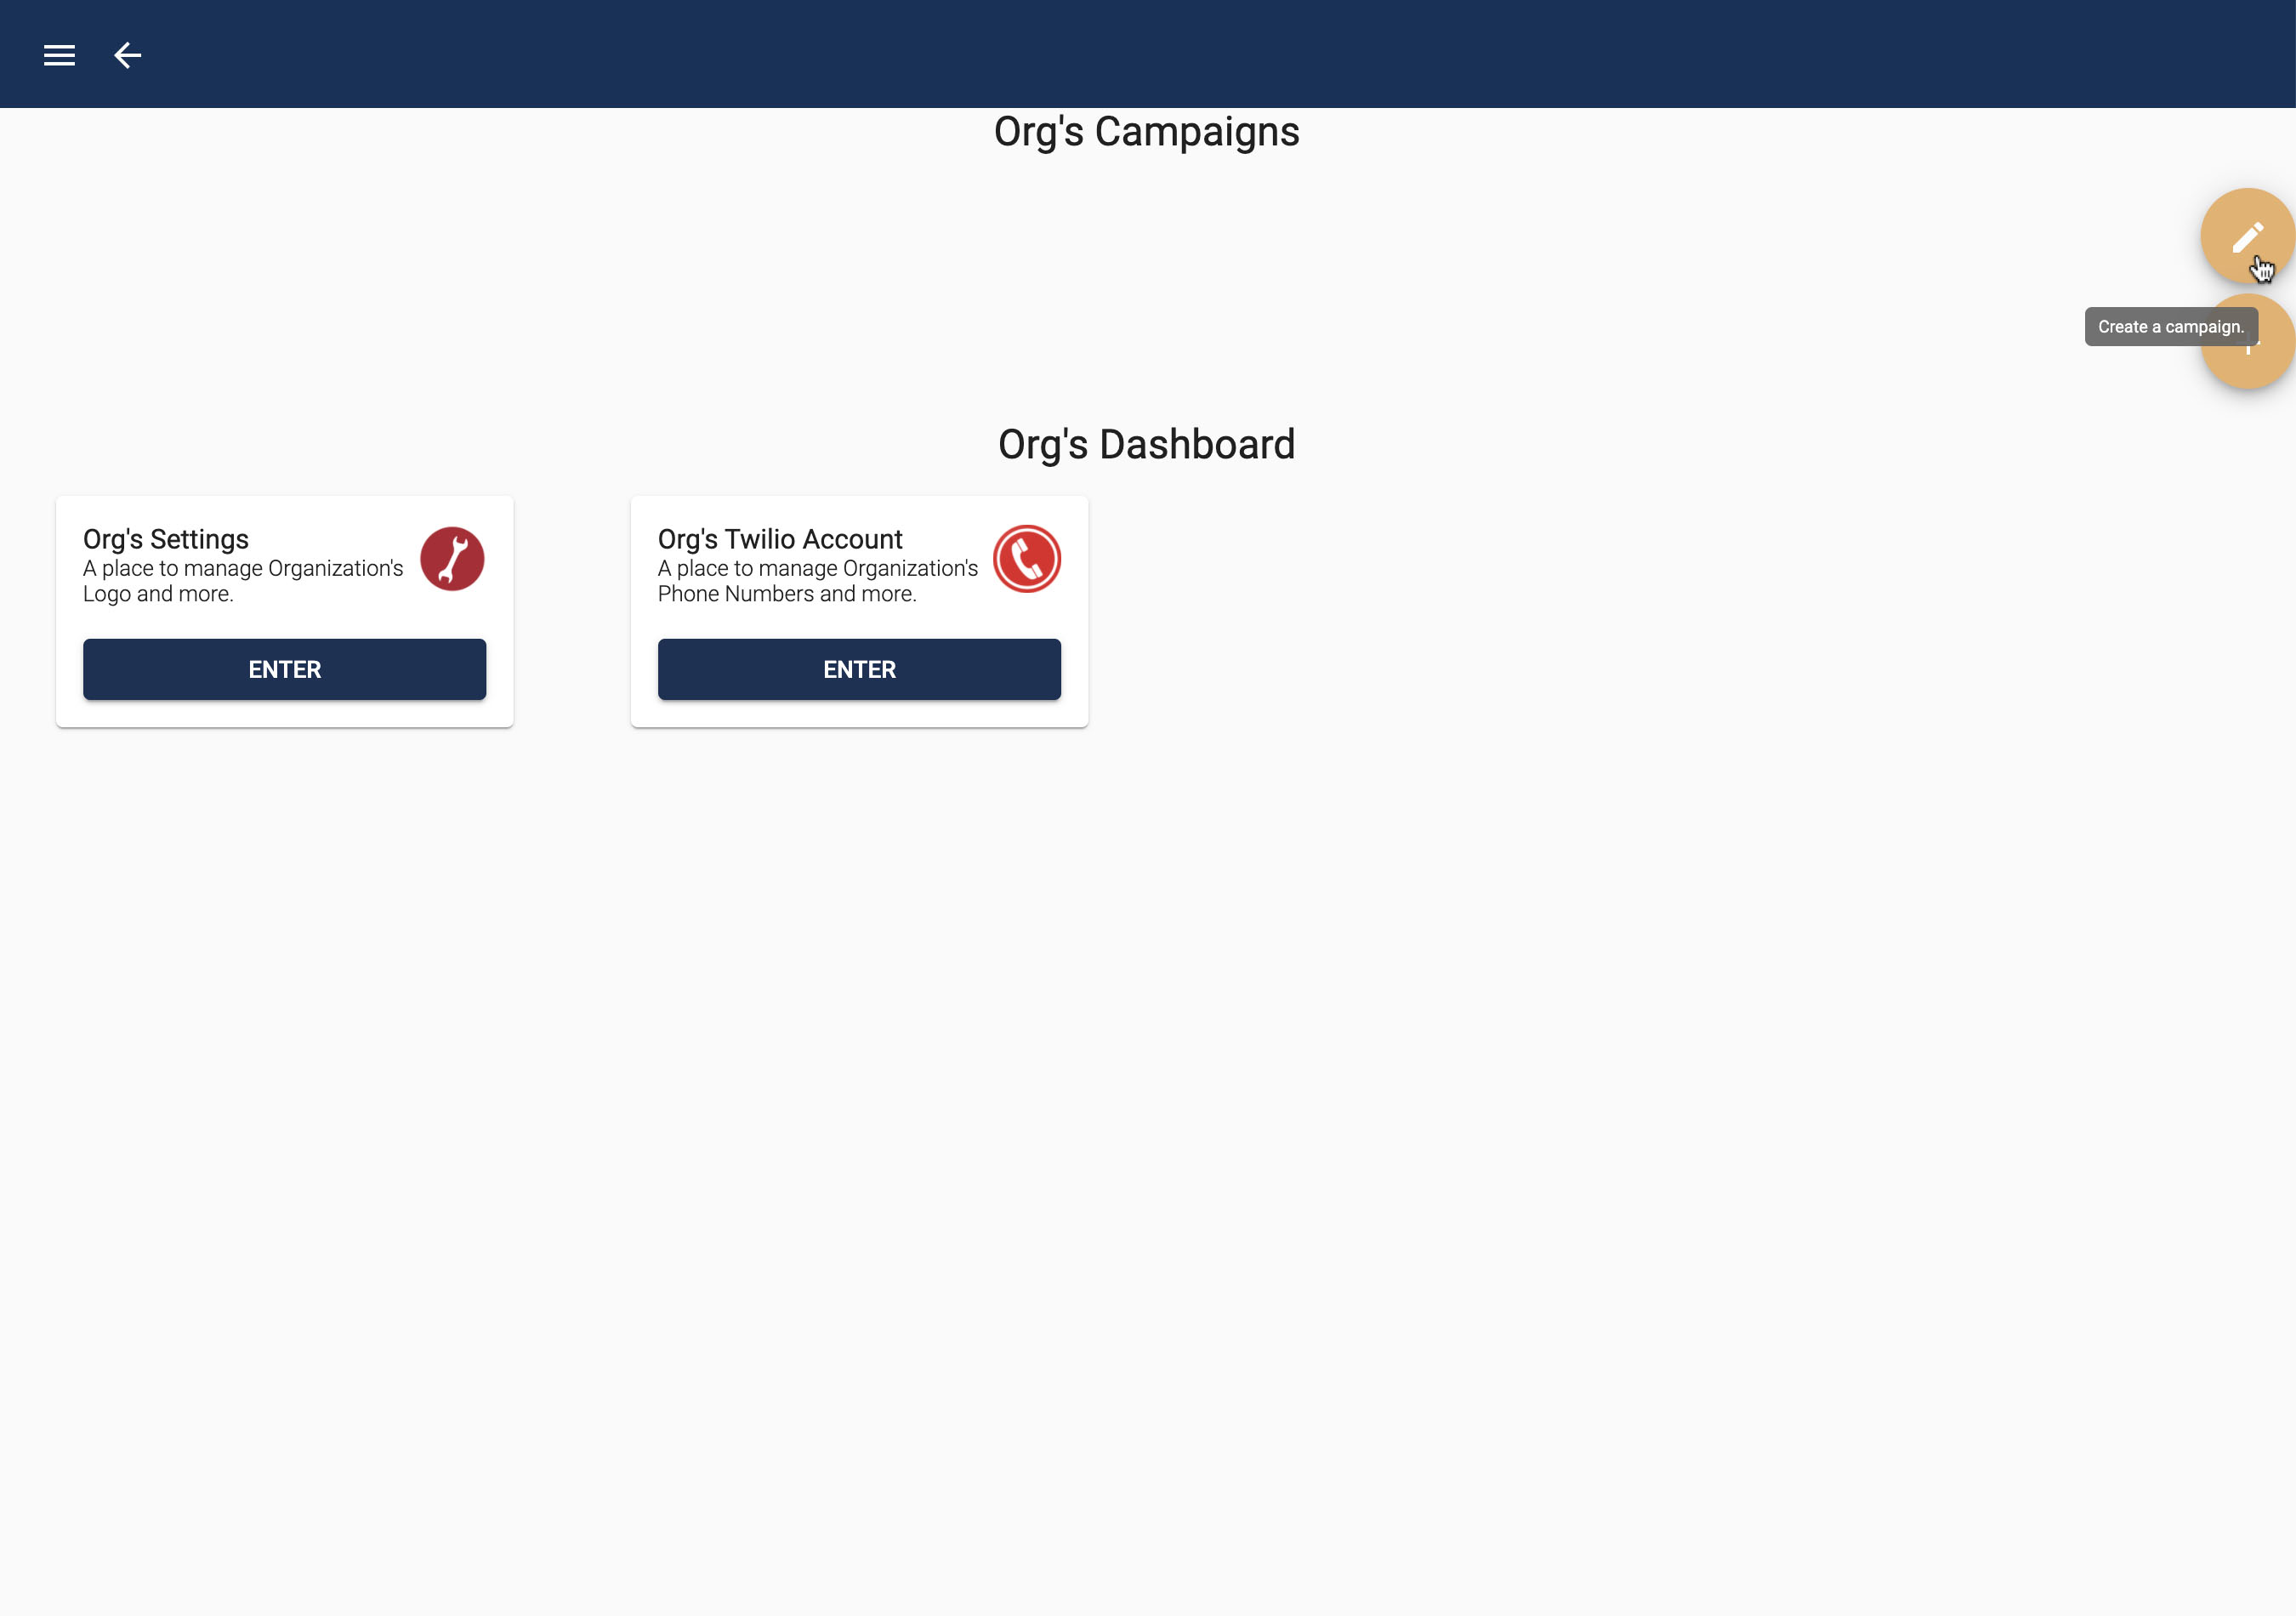 Org's Campaigns
Create a campaign.
Org's Dashboard
Org's Settings
A place to manage Organization's
Logo and more.
ENTER
Org's Twilio Account
A place to manage Organization's
Phone Numbers and more.
ENTER